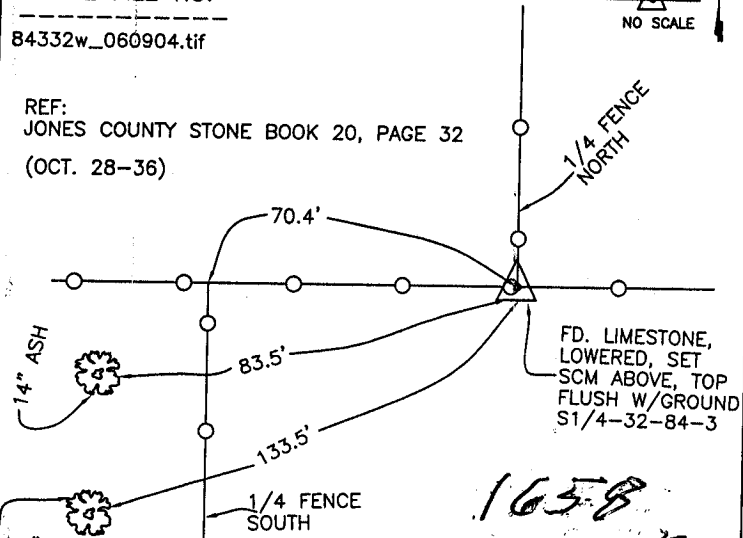 84332w_060904.tif
NO SCALE
REF:
JONES COUNTY STONE BOOK 20, PAGE 32
(OCT. 28-36)
1/4 FENCE
NORTH
70.4'
14" ASH
83.5'
FD. LIMESTONE,
LOWERED, SET
SCM ABOVE, TOP
FLUSH W/GROUND
S1/4-32-84-3
133.5'
1/4 FENCE
SOUTH
1658